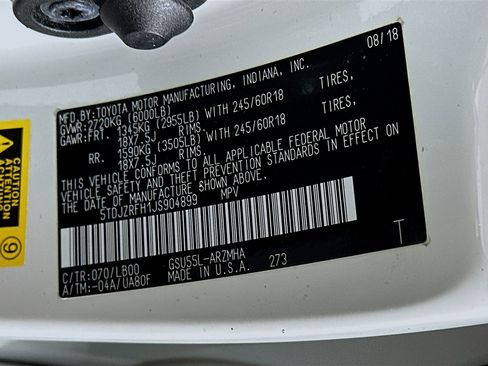 08/18
MFD.BY:TOYOTA MOTOR MANUFACTURING, INDIANA, INC.
GVWR:2720KG (6000LB)
GAWR:FRT. 1345KG (2955LB) WITH 245/60R18 TIRES,
18X7.5J RIMS.
RR. 1590KG (3505LB) WITH 245/60R18 TIRES,
18X7.5J RIMS.
THIS VEHICLE CONFORMS TO ALL APPLICABLE FEDERAL MOTOR
VEHICLE SAFETY AND THEFT PREVENTION STANDARDS IN EFFECT ON
THE DATE OF MANUFACTURE SHOWN ABOVE.
5TDJZRFH1JS904899 MPV
C/TR:070/LB00 GSU55L-ARZMHA T
A/TM:-04A/UA80F MADE IN U.S.A. 273
CAUTION
ATTENTION
9